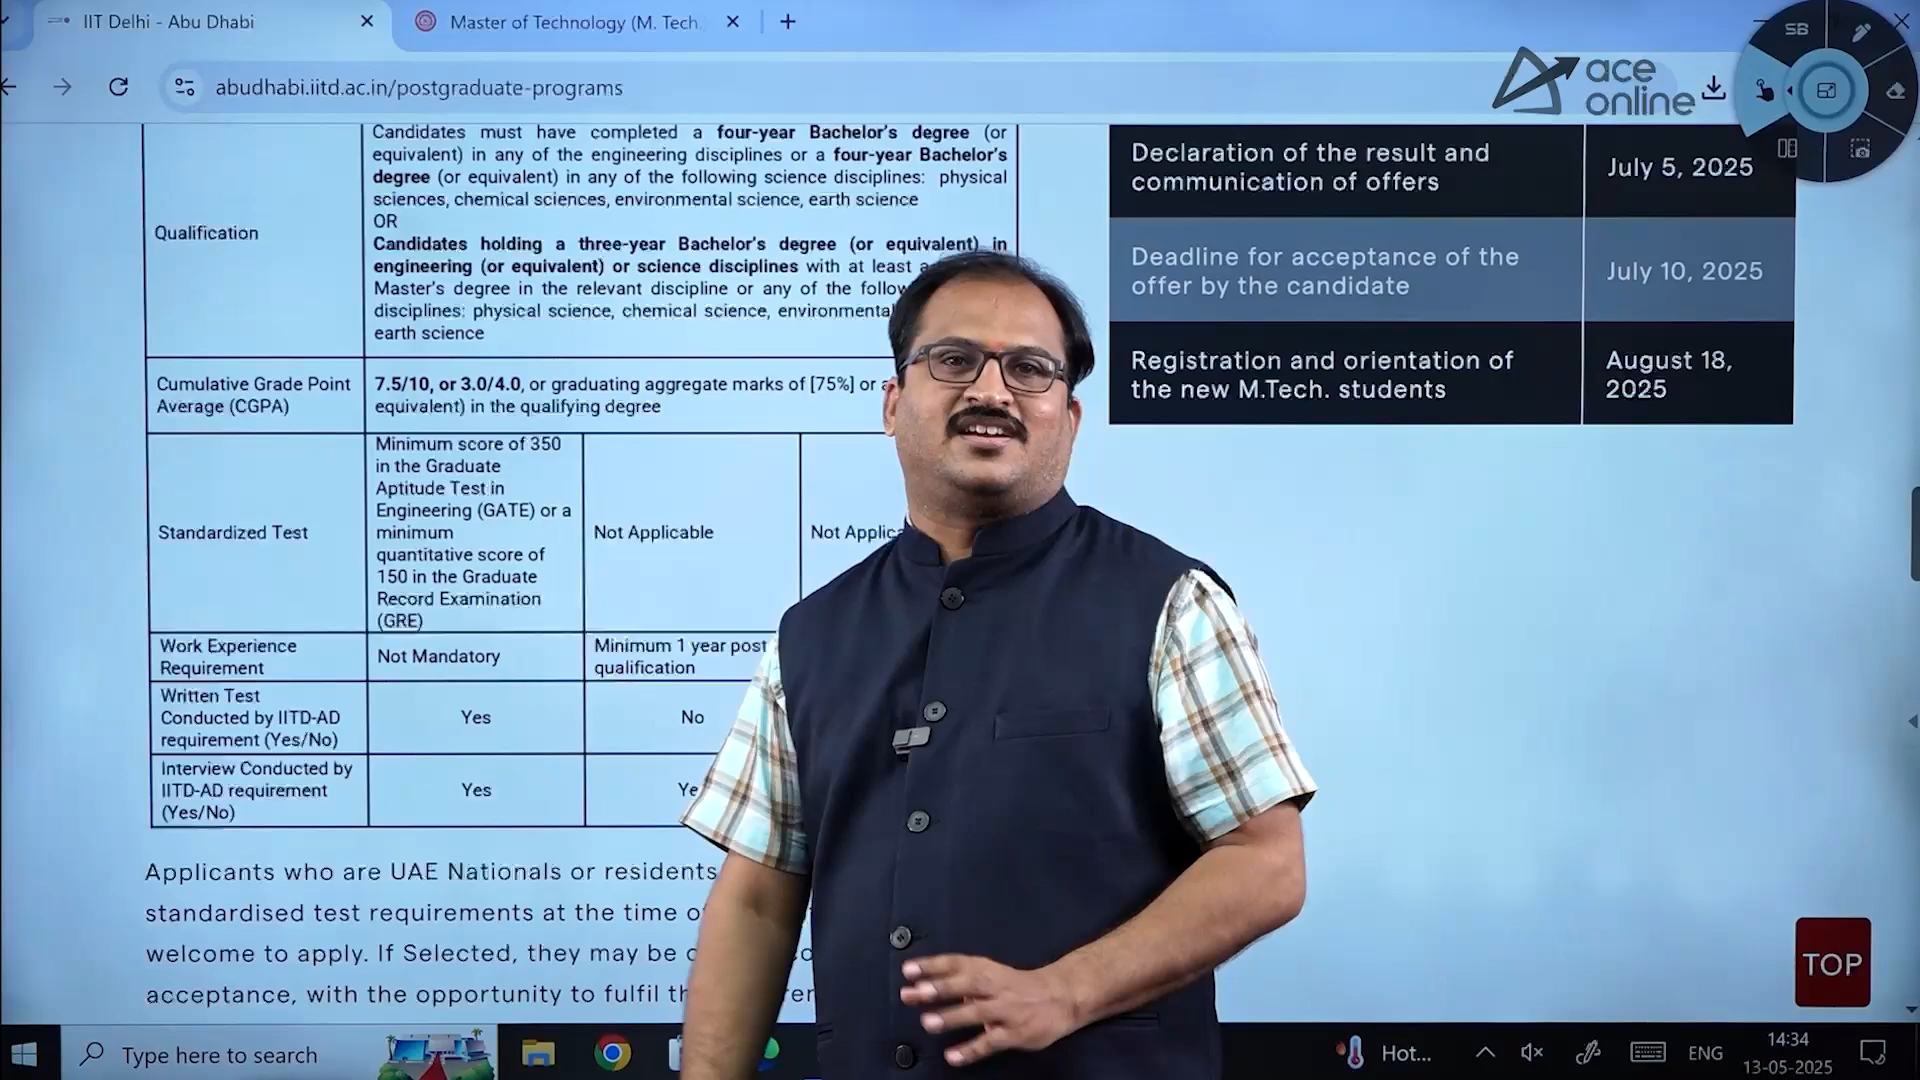 IIT Delhi - Abu Dhabi
Master of Technology (M. Tech.
abudhabi.iitd.ac.in/postgraduate-programs
SB
ace
online
Qualification
Candidates must have completed a four-year Bachelor's degree (or
equivalent) in any of the engineering disciplines or a four-year Bachelor's
degree (or equivalent) in any of the following science disciplines: physical
sciences, chemical sciences, environmental science, earth science
OR
Candidates holding a three-year Bachelor's degree (or equivalent) in
engineering (or equivalent) or science disciplines with at least
Master's degree in the relevant discipline or any of the
disciplines: physical science, chemical science, environmental
earth science
Cumulative Grade Point
Average (CGPA)
7.5/10, or 3.0/4.0, or graduating aggregate marks of [75%] or
equivalent) in the qualifying degree
Standardized Test
Minimum score of 350
in the Graduate
Aptitude Test in
Engineering (GATE) or a
minimum
quantitative score of
150 in the Graduate
Record Examination
(GRE)
Not Applicable
Not
Work Experience
Requirement
Not Mandatory
Minimum 1 year post
qualification
Written Test
Conducted by IITD-AD
requirement (Yes/No)
Yes
No
Interview Conducted by
IITD-AD requirement
(Yes/No)
Yes
Applicants who are UAE Nationals or residents
standardised test requirements at the time
welcome to apply. If Selected, they may be
acceptance, with the opportunity to fulfil
Declaration of the result and
communication of offers
July 5, 2025
Deadline for acceptance of the
offer by the candidate
July 10, 2025
Registration and orientation of
the new M.Tech. students
August 18,
2025
TOP
Type here to search
Hot...
ENG
14:34
13-05-2025